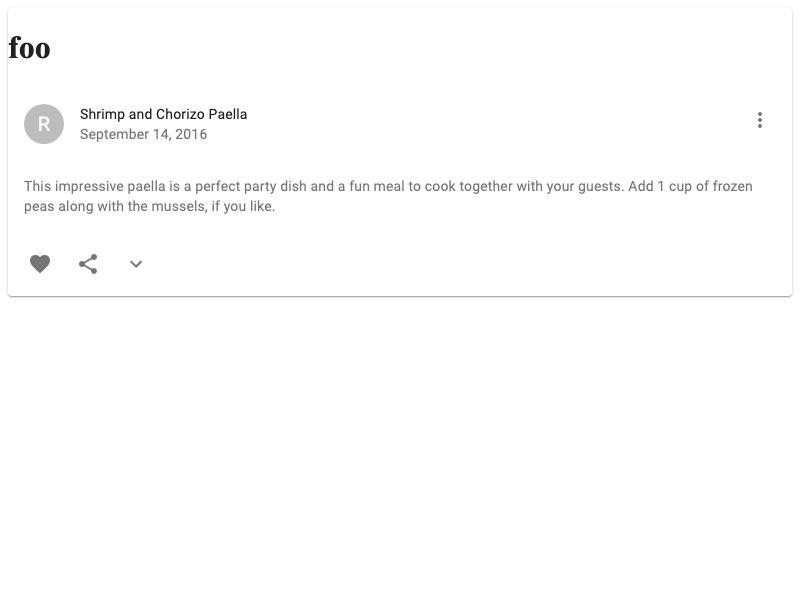 foo
R
Shrimp and Chorizo Paella
September 14, 2016
This impressive paella is a perfect party dish and a fun meal to cook together with your guests. Add 1 cup of frozen
peas along with the mussels, if you like.